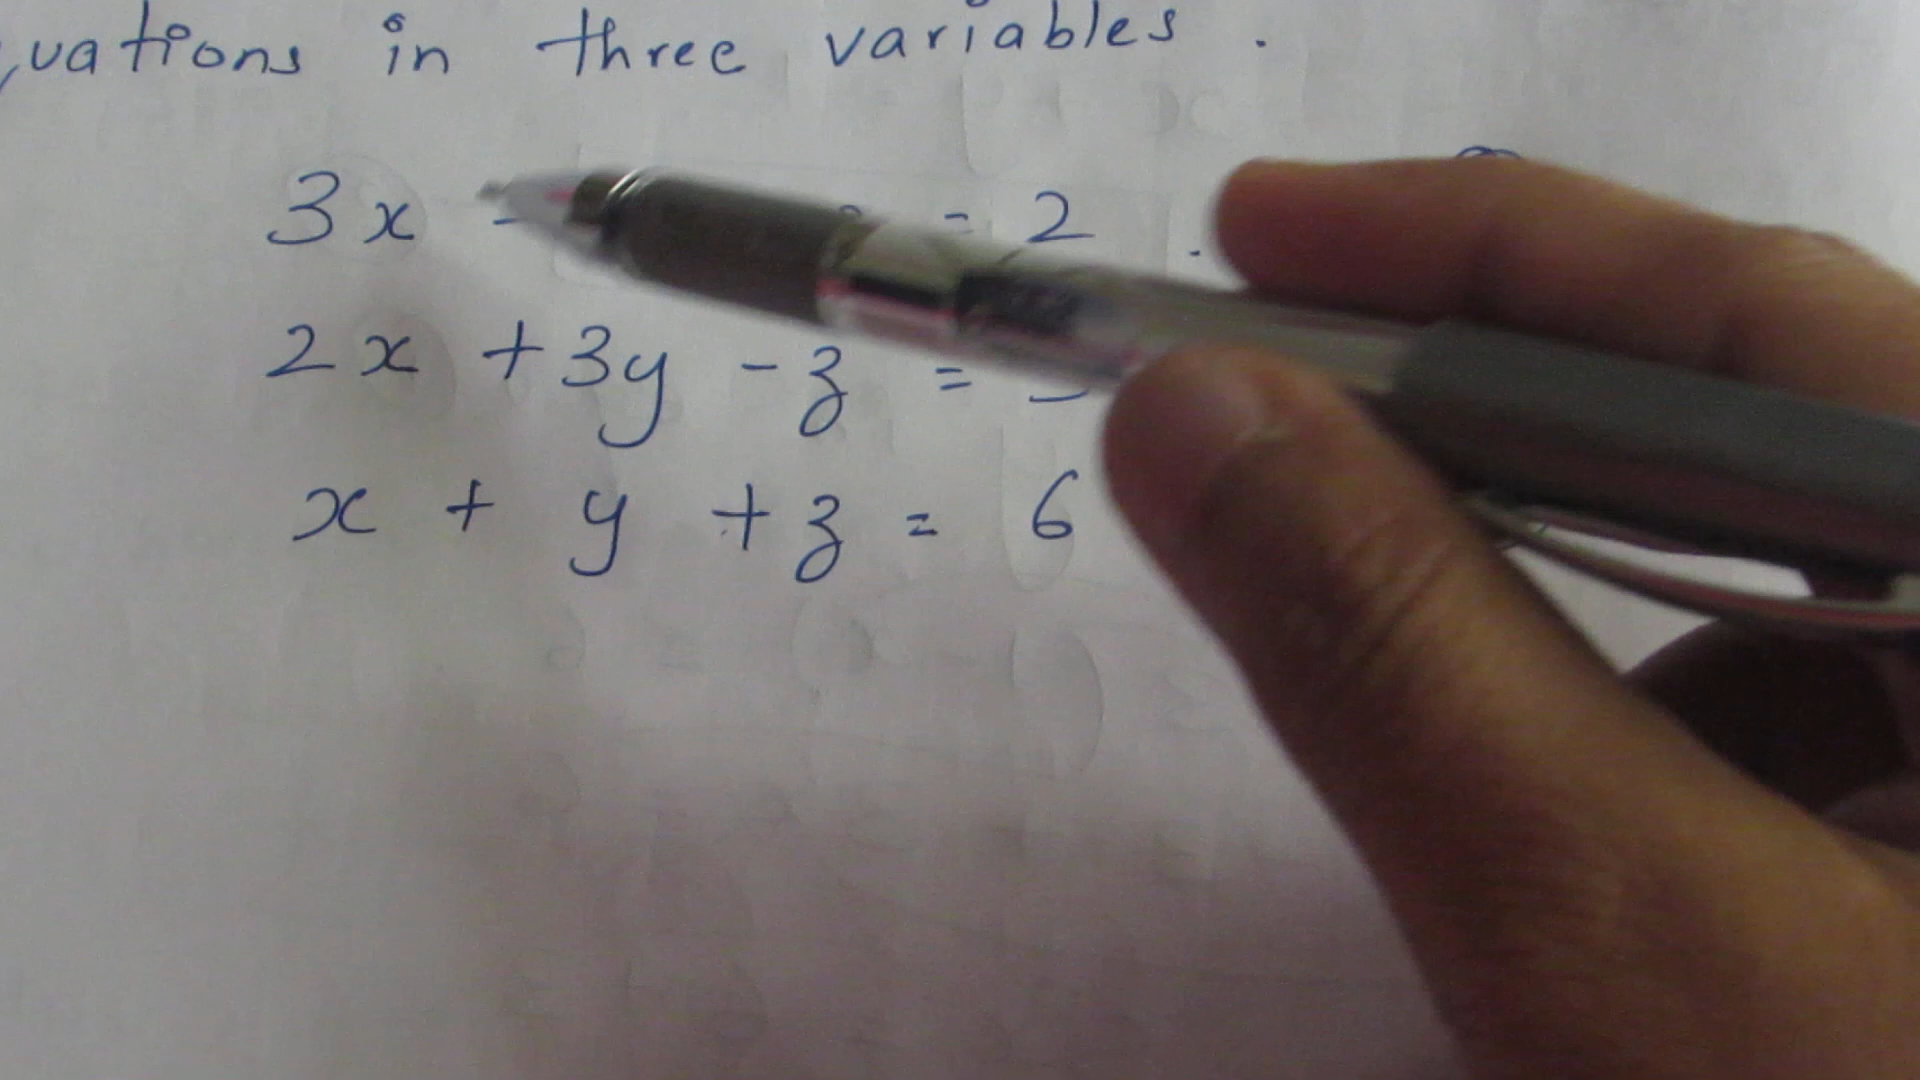 uations in three variables.
3x - = 2
2x + 3y - z =
x + y + z = 6